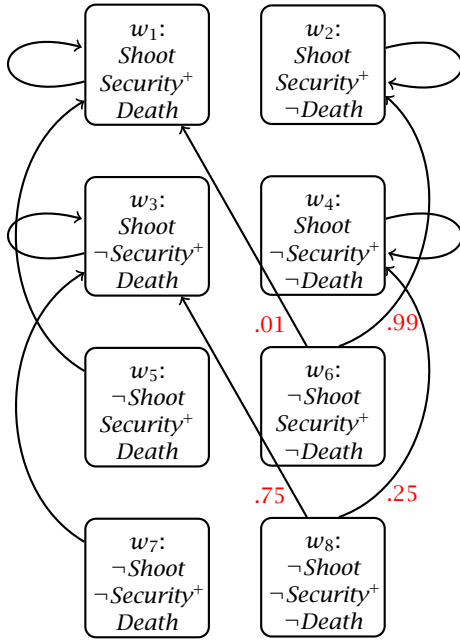 w₁:
Shoot
Security⁺
Death
w₂:
Shoot
Security⁺
¬Death
w₃:
Shoot
¬Security⁺
Death
w₄:
Shoot
¬Security⁺
¬Death
.01
.99
w₅:
¬Shoot
Security⁺
Death
w₆:
¬Shoot
Security⁺
¬Death
.75
.25
w₇:
¬Shoot
¬Security⁺
Death
w₈:
¬Shoot
¬Security⁺
¬Death